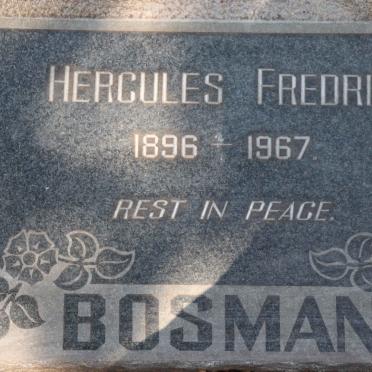 HERCULES FREDRI
1896 – 1967.
REST IN PEACE.
BOSMAN